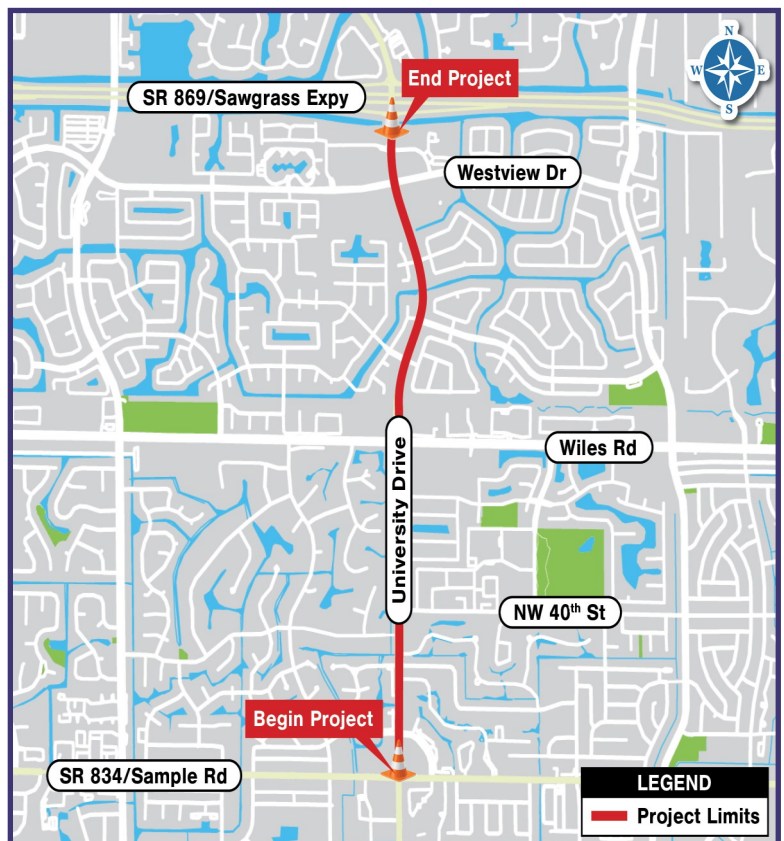 N
W E
S
End Project
SR 869/Sawgrass Expy
Westview Dr
University Drive
Wiles Rd
NW 40th St
Begin Project
SR 834/Sample Rd
LEGEND
Project Limits